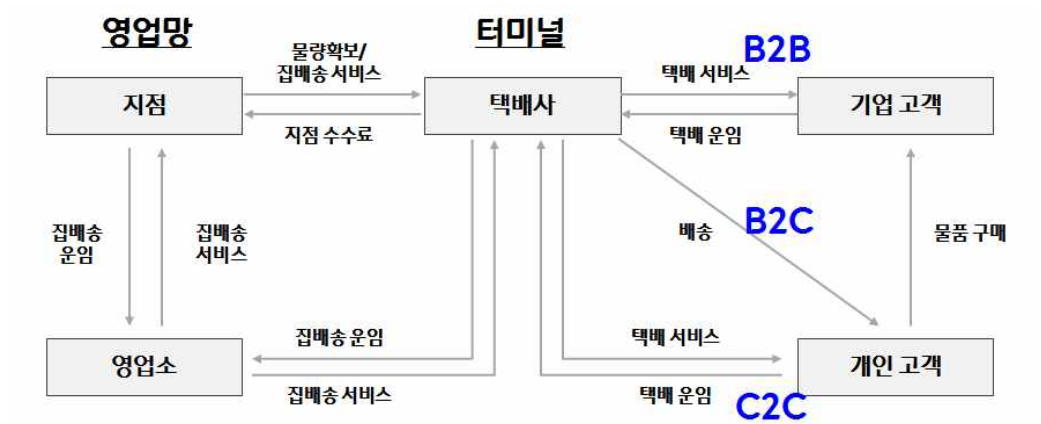 영업망
터미널
물량확보/
집배송 서비스
B2B
택배 서비스
지점
택배사
기업 고객
지점 수수료
택배 운임
집배송
운임
집배송
서비스
배송
B2C
물품 구매
집배송 운임
택배 서비스
영업소
개인 고객
집배송 서비스
택배 운임
C2C